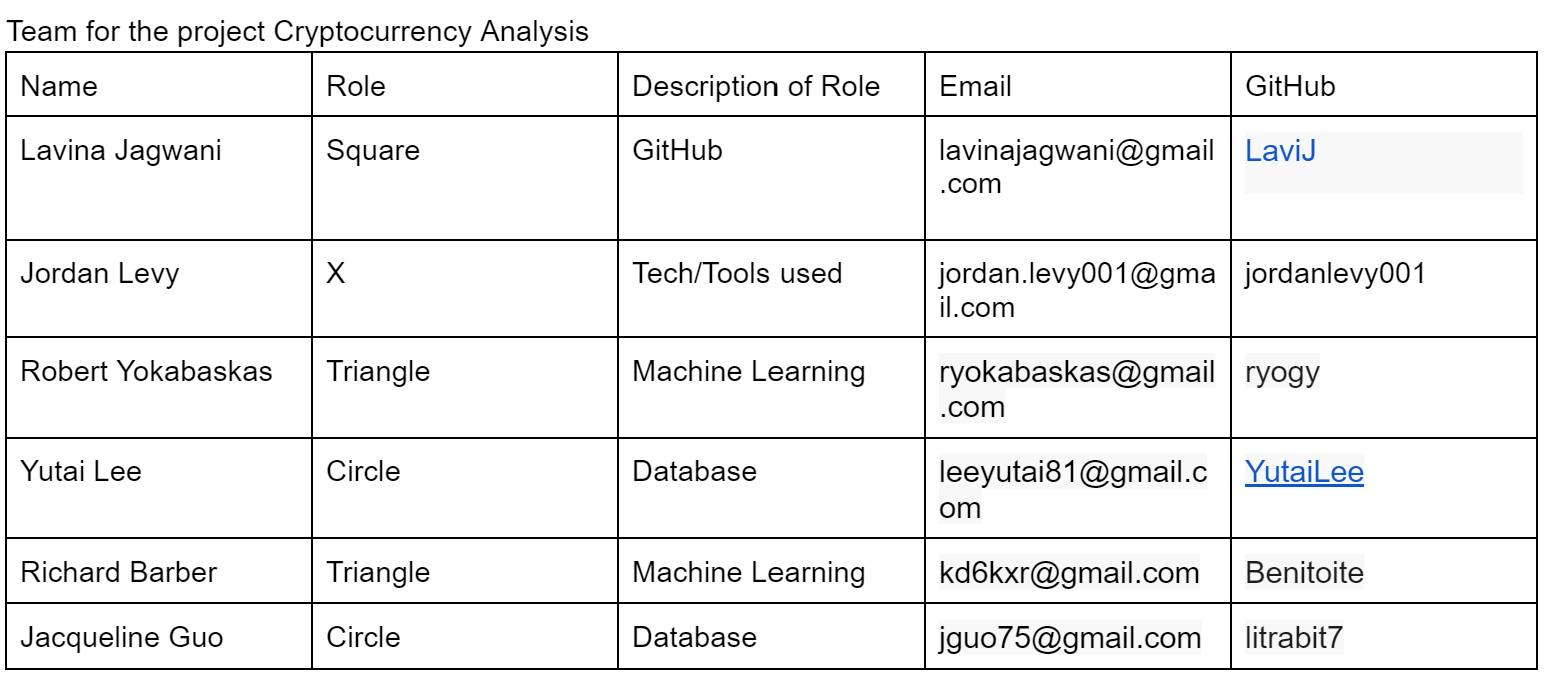 Team for the project Cryptocurrency Analysis
Name Role Description of Role Email GitHub
Lavina Jagwani Square GitHub lavinajagwani@gmail LaviJ
.com
Jordan Levy X Tech/Tools used jordan.levy001@gma jordanlevy001
il.com
Robert Yokabaskas Triangle Machine Learning ryokabaskas@gmail ryogy
.com
Yutai Lee Circle Database leeyutai81@gmail.c YutaiLee
om
Richard Barber Triangle Machine Learning kd6kxr@gmail.com Benitoite
Jacqueline Guo Circle Database jguo75@gmail.com litrabit7